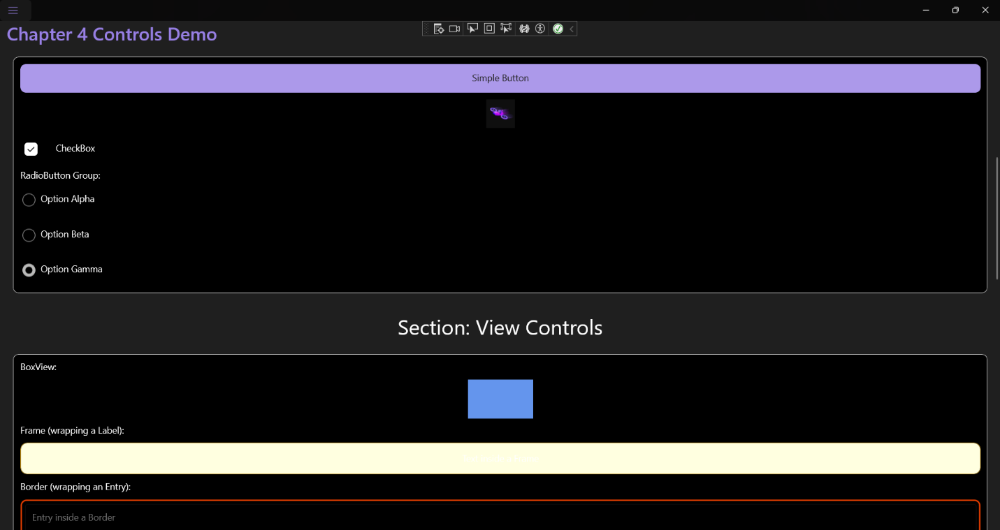 Chapter 4 Controls Demo
Simple Button
CheckBox
RadioButton Group:
Option Alpha
Option Beta
Option Gamma
Section: View Controls
BoxView:
Frame (wrapping a Label):
Border (wrapping an Entry):
Entry inside a Border